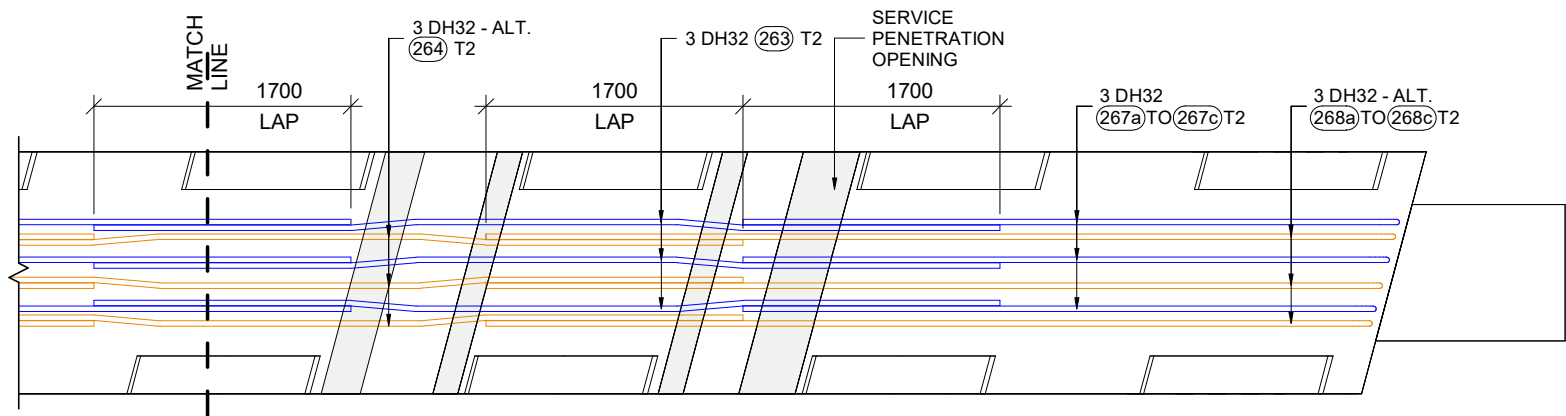 MATCH
LINE
3 DH32 - ALT.
264 T2
3 DH32 263 T2
SERVICE
PENETRATION
OPENING
1700
LAP
1700
LAP
1700
LAP
3 DH32
267a TO 267c T2
3 DH32 - ALT.
268a TO 268c T2